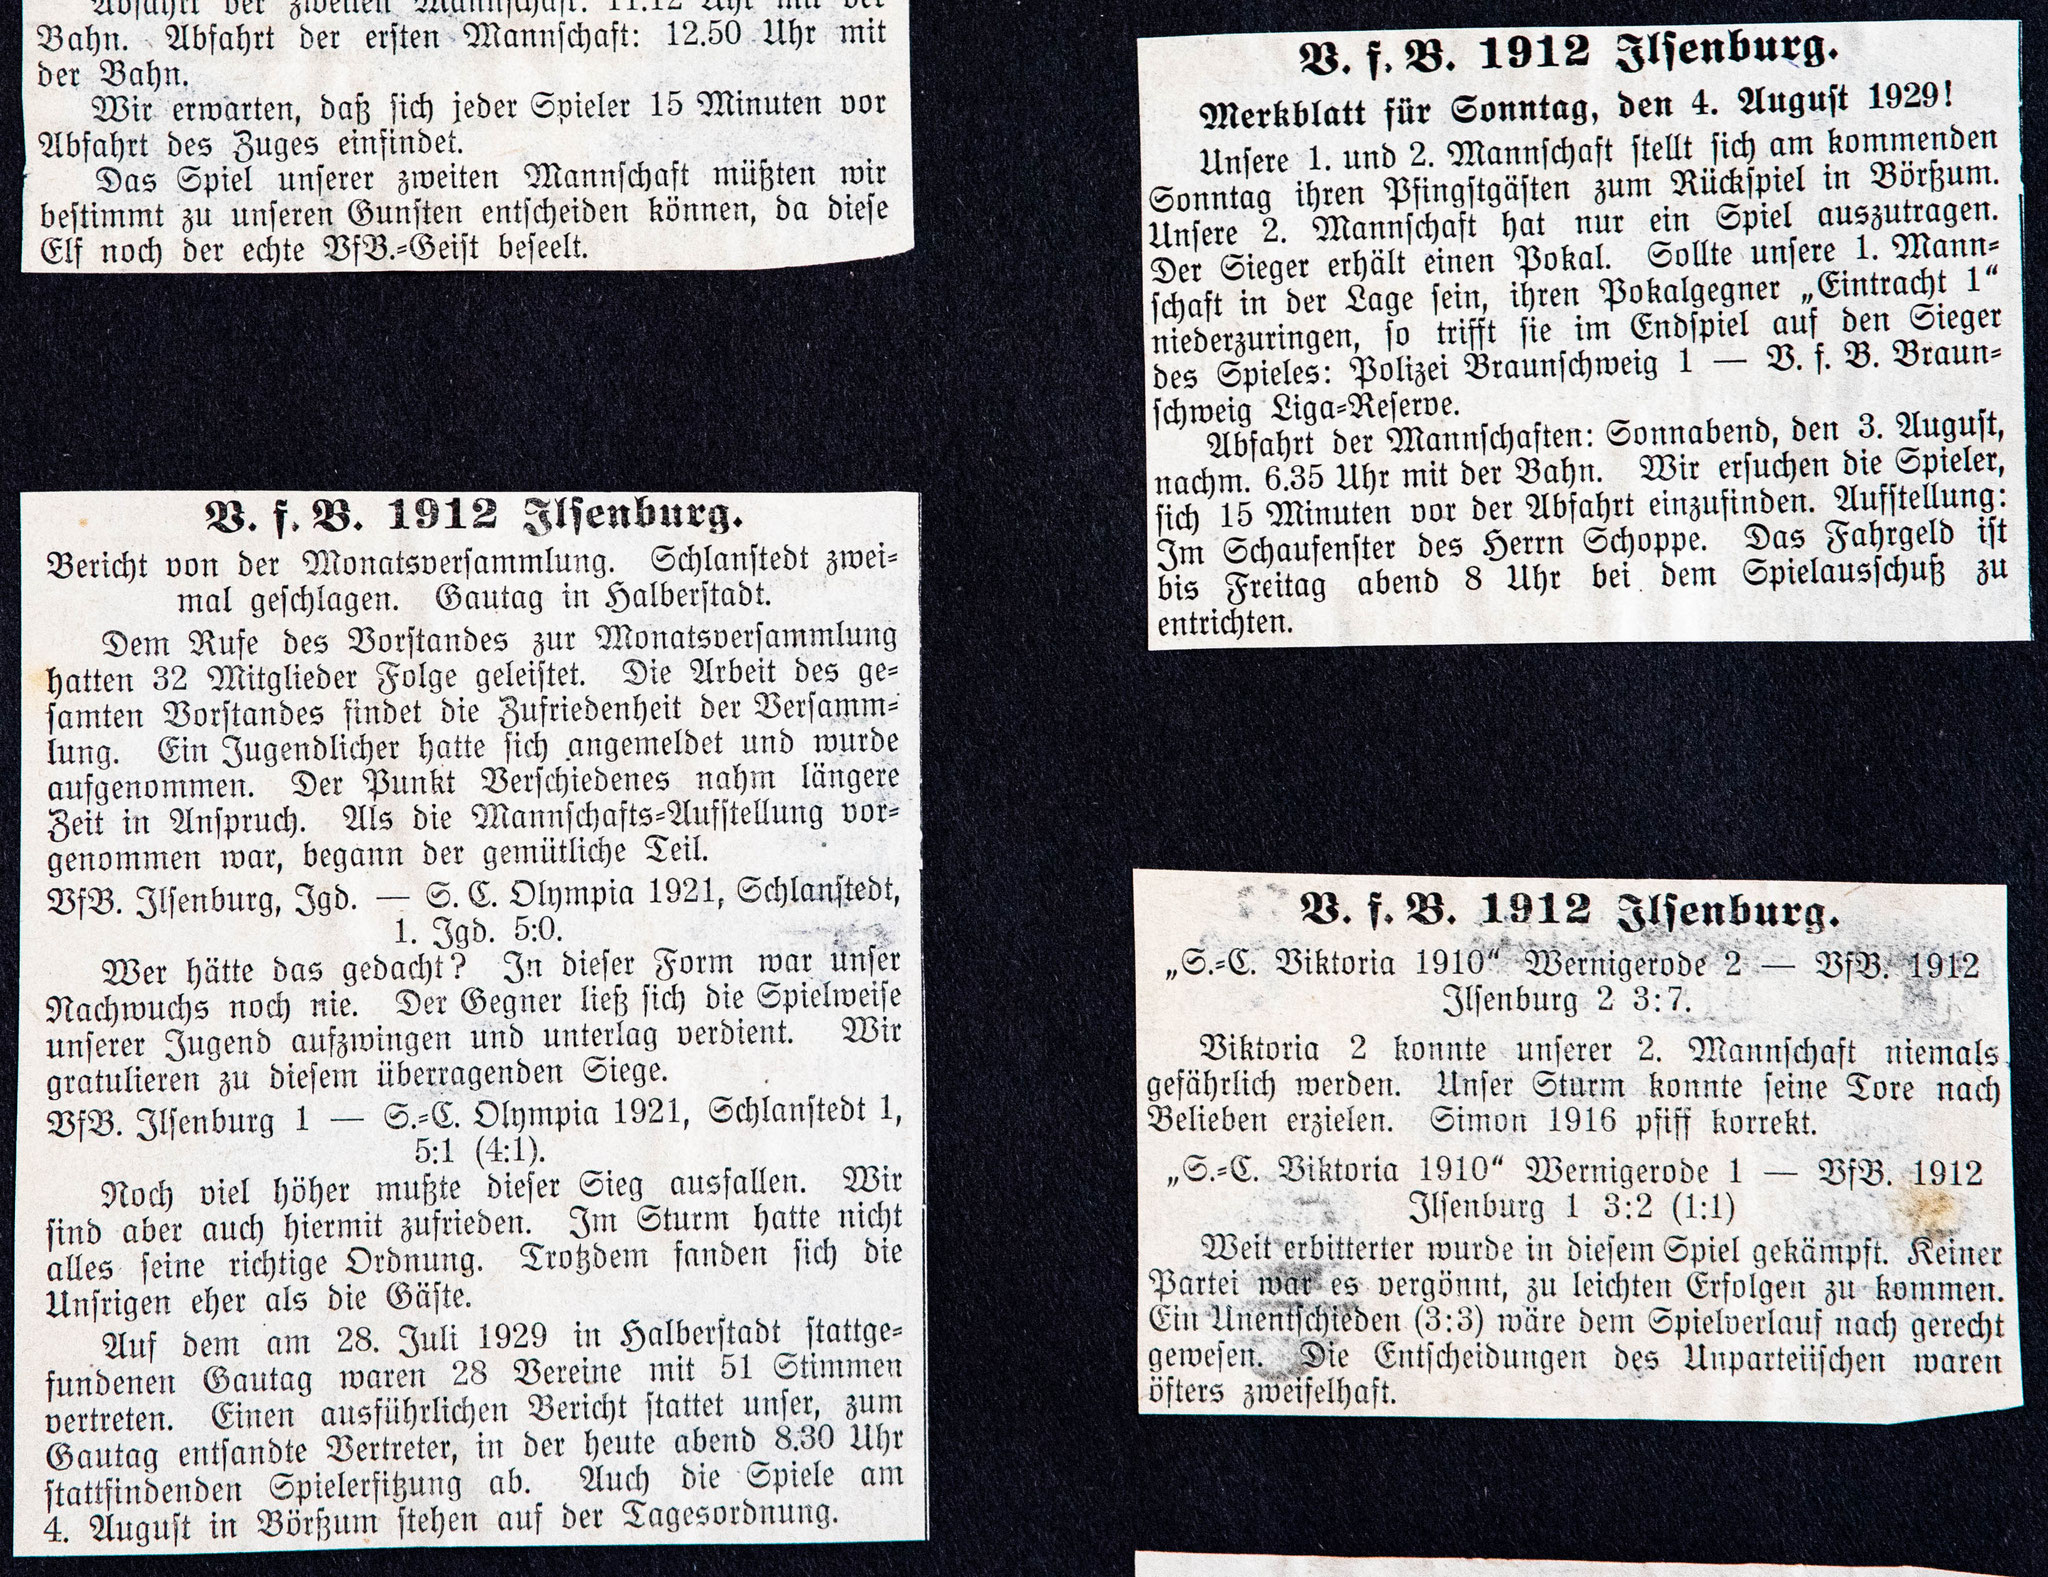 Abfahrt der zweiten Mannschaft: 11.12 Uhr mit der
Bahn. Abfahrt der ersten Mannschaft: 12.50 Uhr mit
der Bahn.
Wir erwarten, daß sich jeder Spieler 15 Minuten vor
Abfahrt des Zuges einfindet.
Das Spiel unserer zweiten Mannschaft müßten wir
bestimmt zu unseren Gunsten entscheiden können, da diese
Elf noch der echte VfB.-Geist beseelt.
V. f. B. 1912 Ilsenburg.
Bericht von der Monatsversammlung. Schlanstedt zwei-
mal geschlagen. Gautag in Halberstadt.
Dem Rufe des Vorstandes zur Monatsversammlung
hatten 32 Mitglieder Folge geleistet. Die Arbeit des ge-
samten Vorstandes findet die Zufriedenheit der Versamm-
lung. Ein Jugendlicher hatte sich angemeldet und wurde
aufgenommen. Der Punkt Verschiedenes nahm längere
Zeit in Anspruch. Als die Mannschafts-Aufstellung vor-
genommen war, begann der gemütliche Teil.
VfB. Ilsenburg, Jgd. — S. C. Olympia 1921, Schlanstedt,
1. Jgd. 5:0.
Wer hätte das gedacht? In dieser Form war unser
Nachwuchs noch nie. Der Gegner ließ sich die Spielweise
unserer Jugend aufzwingen und unterlag verdient. Wir
gratulieren zu diesem überragenden Siege.
VfB. Ilsenburg 1 — S.-C. Olympia 1921, Schlanstedt 1,
5:1 (4:1).
Noch viel höher mußte dieser Sieg ausfallen. Wir
sind aber auch hiermit zufrieden. Im Sturm hatte nicht
alles seine richtige Ordnung. Trotzdem fanden sich die
Unsrigen eher als die Gäste.
Auf dem am 28. Juli 1929 in Halberstadt stattge-
fundenen Gautag waren 28 Vereine mit 51 Stimmen
vertreten. Einen ausführlichen Bericht stattet unser, zum
Gautag entsandte Vertreter, in der heute abend 8.30 Uhr
stattfindenden Spielersitzung ab. Auch die Spiele am
4. August in Börßum stehen auf der Tagesordnung.
V. f. B. 1912 Ilsenburg.
Merkblatt für Sonntag, den 4. August 1929!
Unsere 1. und 2. Mannschaft stellt sich am kommenden
Sonntag ihren Pfingstgästen zum Rückspiel in Börßum.
Unsere 2. Mannschaft hat nur ein Spiel auszutragen.
Der Sieger erhält einen Pokal. Sollte unsere 1. Mann-
schaft in der Lage sein, ihren Pokalgegner „Eintracht 1“
niederzuringen, so trifft sie im Endspiel auf den Sieger
des Spieles: Polizei Braunschweig 1 — V. f. B. Braun-
schweig Liga-Reserve.
Abfahrt der Mannschaften: Sonnabend, den 3. August,
nachm. 6.35 Uhr mit der Bahn. Wir ersuchen die Spieler,
sich 15 Minuten vor der Abfahrt einzufinden. Aufstellung:
Im Schaufenster des Herrn Schoppe. Das Fahrgeld ist
bis Freitag abend 8 Uhr bei dem Spielausschuß zu
entrichten.
V. f. B. 1912 Ilsenburg.
„S.-C. Viktoria 1910“ Wernigerode 2 — VfB. 1912
Ilsenburg 2 3:7.
Viktoria 2 konnte unserer 2. Mannschaft niemals
gefährlich werden. Unser Sturm konnte seine Tore nach
Belieben erzielen. Simon 1916 pfiff korrekt.
„S.-C. Viktoria 1910“ Wernigerode 1 — VfB. 1912
Ilsenburg 1 3:2 (1:1)
Weit erbitterter wurde in diesem Spiel gekämpft. Keiner
Partei war es vergönnt, zu leichten Erfolgen zu kommen.
Ein Unentschieden (3:3) wäre dem Spielverlauf nach gerecht
gewesen. Die Entscheidungen des Unparteiischen waren
öfters zweifelhaft.